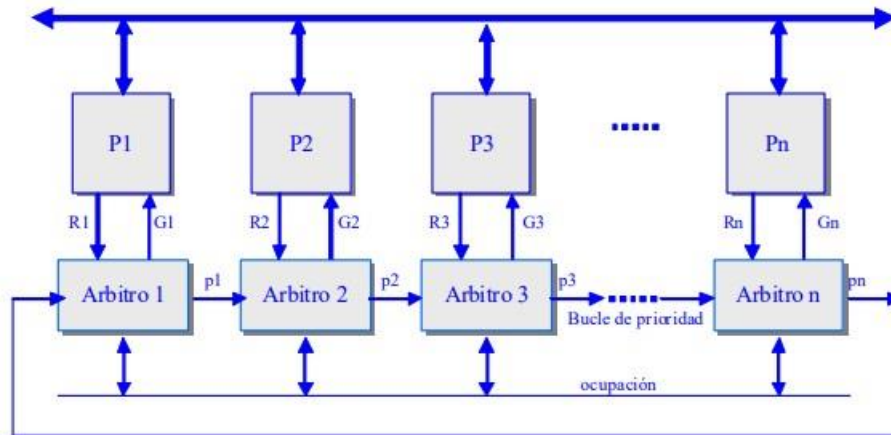 P1
P2
P3
Pn
R1
G1
R2
G2
R3
G3
Rn
Gn
Arbitro 1
p1
Arbitro 2
p2
Arbitro 3
p3
Bucle de prioridad
Arbitro n
pn
ocupación